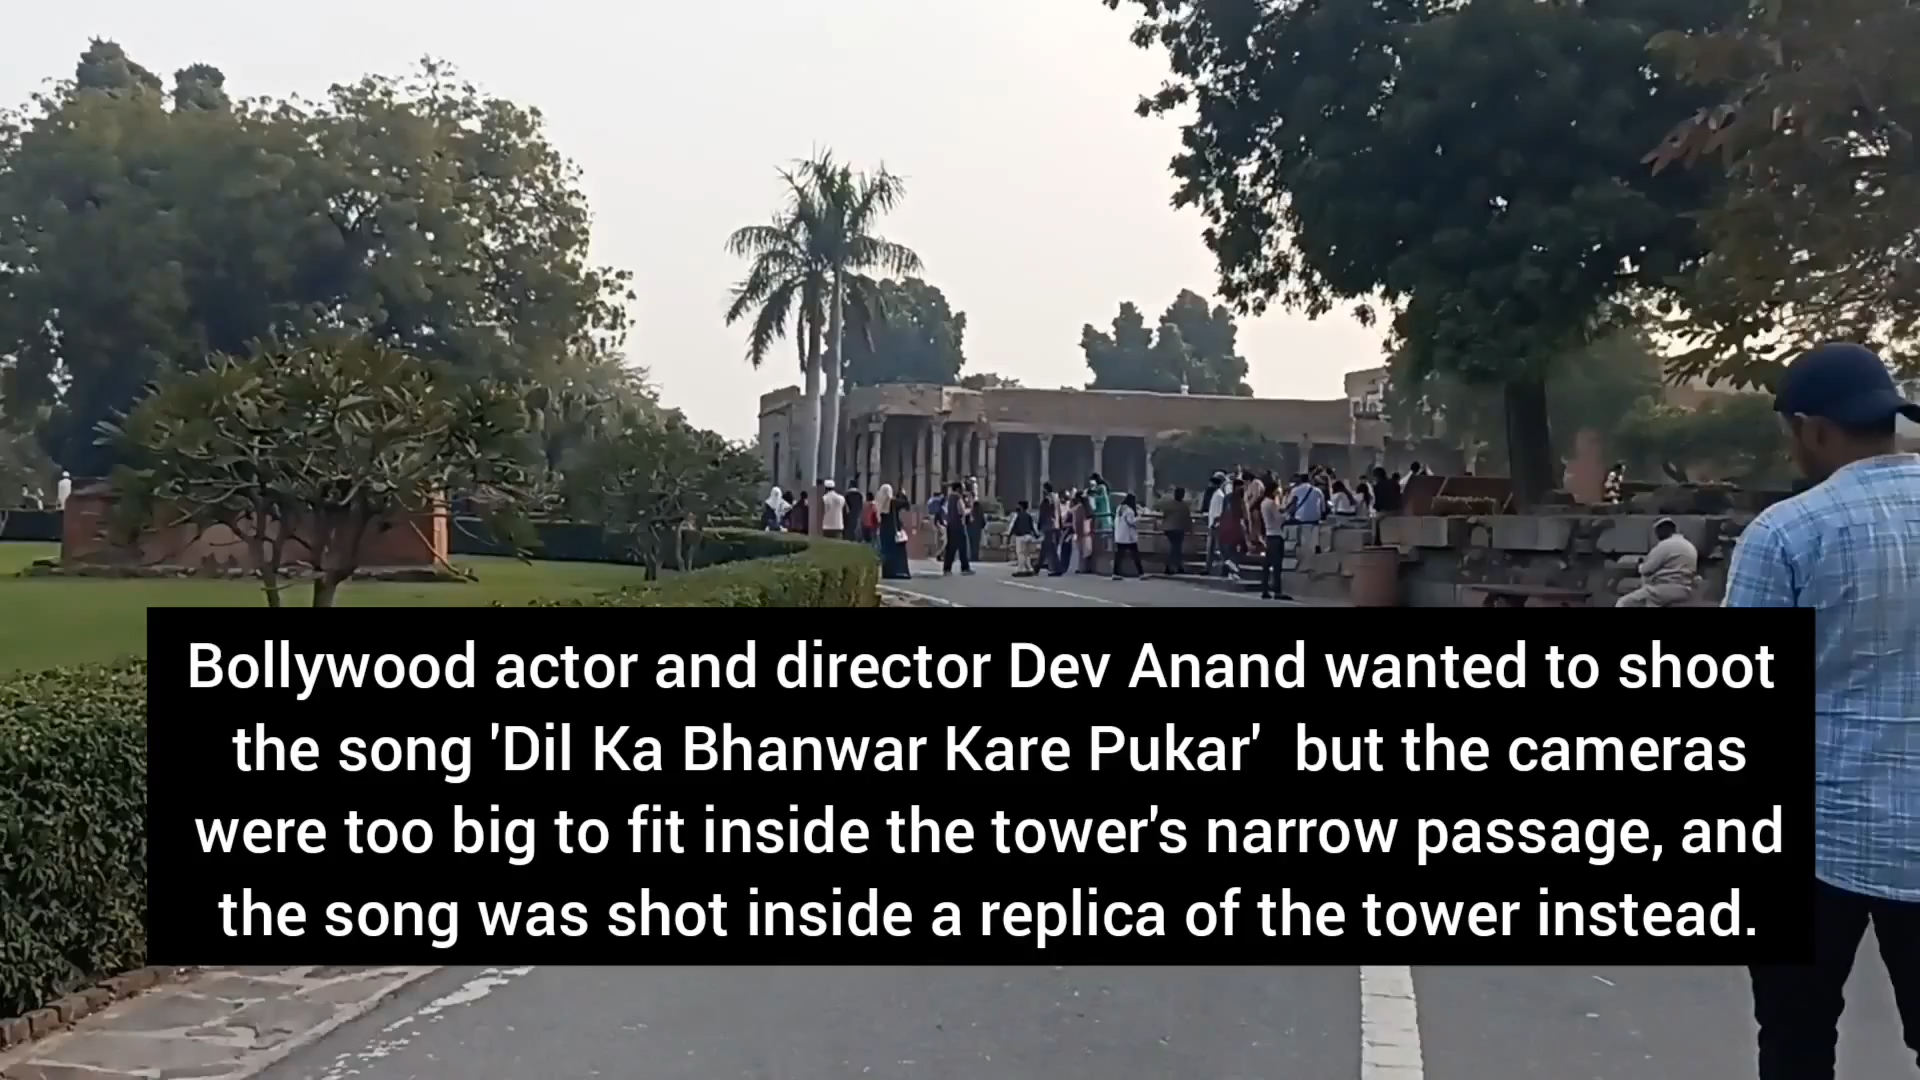 Bollywood actor and director Dev Anand wanted to shoot
the song 'Dil Ka Bhanwar Kare Pukar'  but the cameras
were too big to fit inside the tower's narrow passage, and
the song was shot inside a replica of the tower instead.